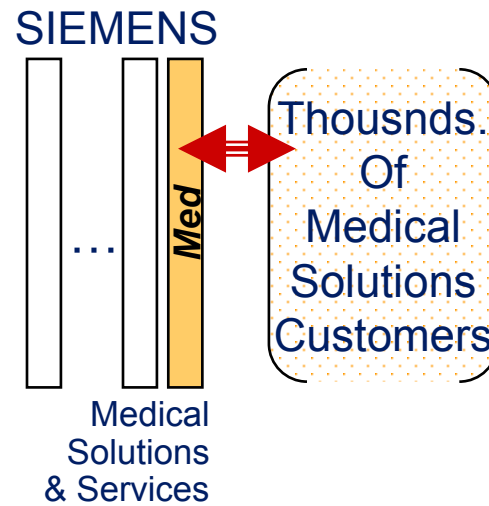 SIEMENS
...
Med
Thousnds.
Of
Medical
Solutions
Customers
Medical
Solutions
& Services